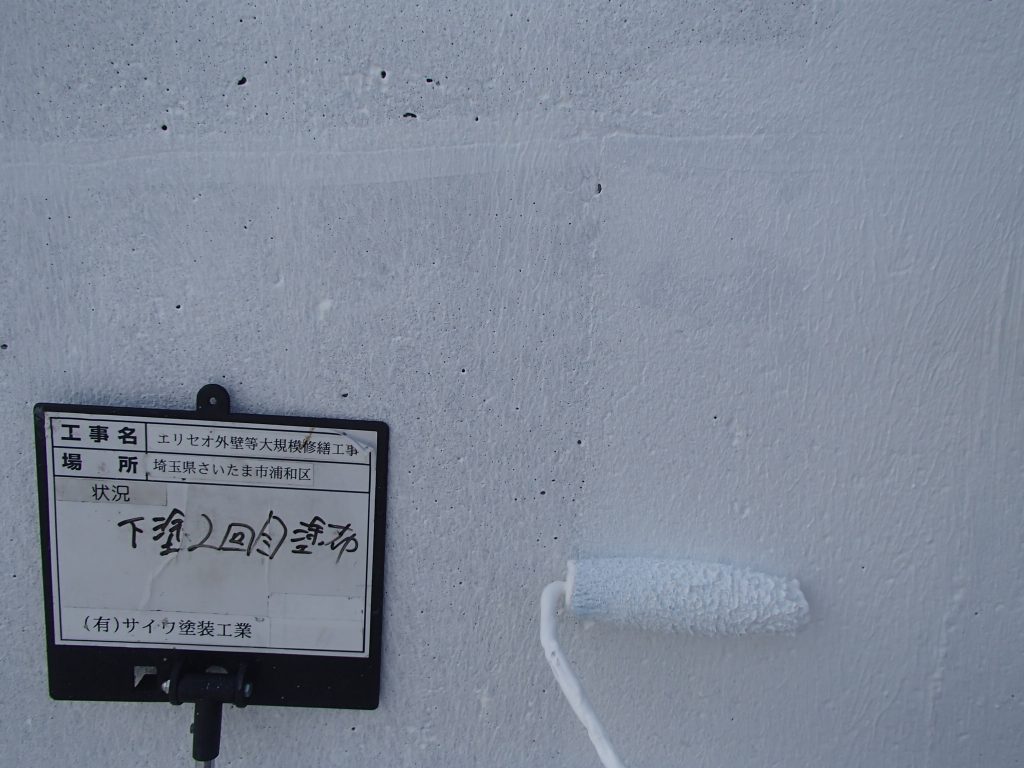 工事名 エリセオ外壁等大規模修繕工事
場所 埼玉県さいたま市浦和区
状況
下塗2回目塗布
(有)サイワ塗装工業